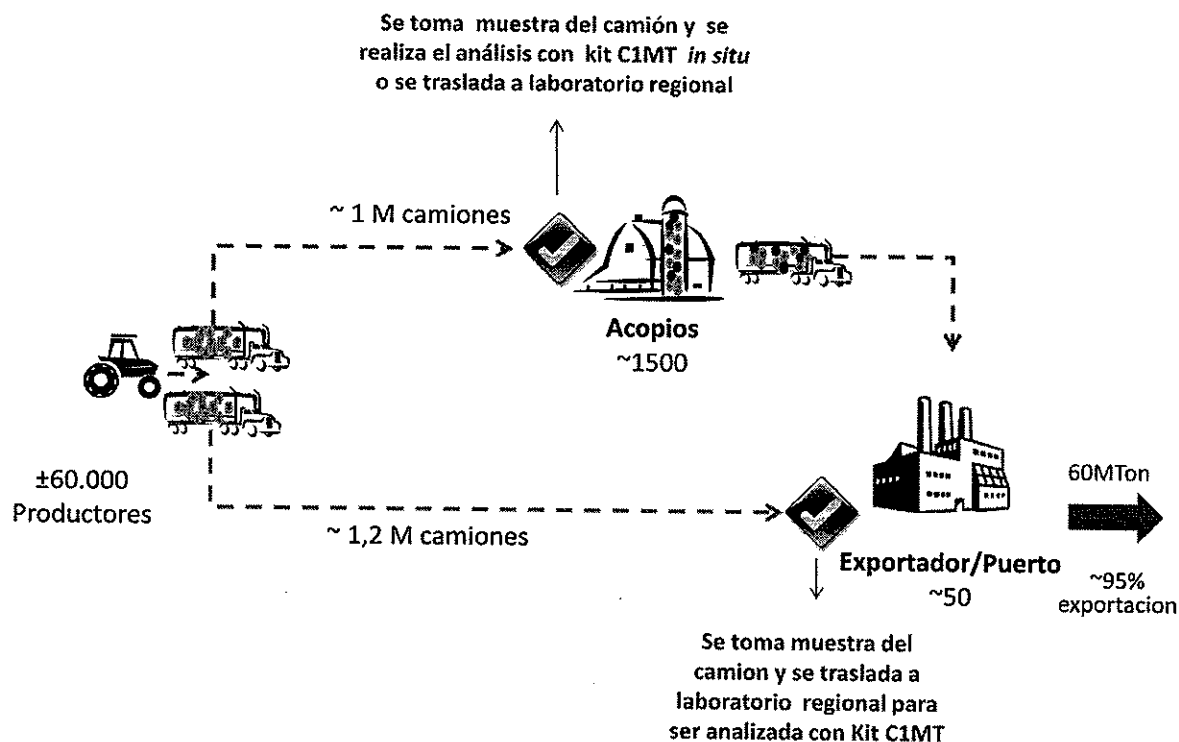 Se toma muestra del camión y se
realiza el análisis con kit C1MT in situ
o se traslada a laboratorio regional
~ 1 M camiones
Acopios
~1500
±60.000
Productores
~ 1,2 M camiones
Exportador/Puerto
~50
60MTon
~95%
exportacion
Se toma muestra del
camion y se traslada a
laboratorio regional para
ser analizada con Kit C1MT